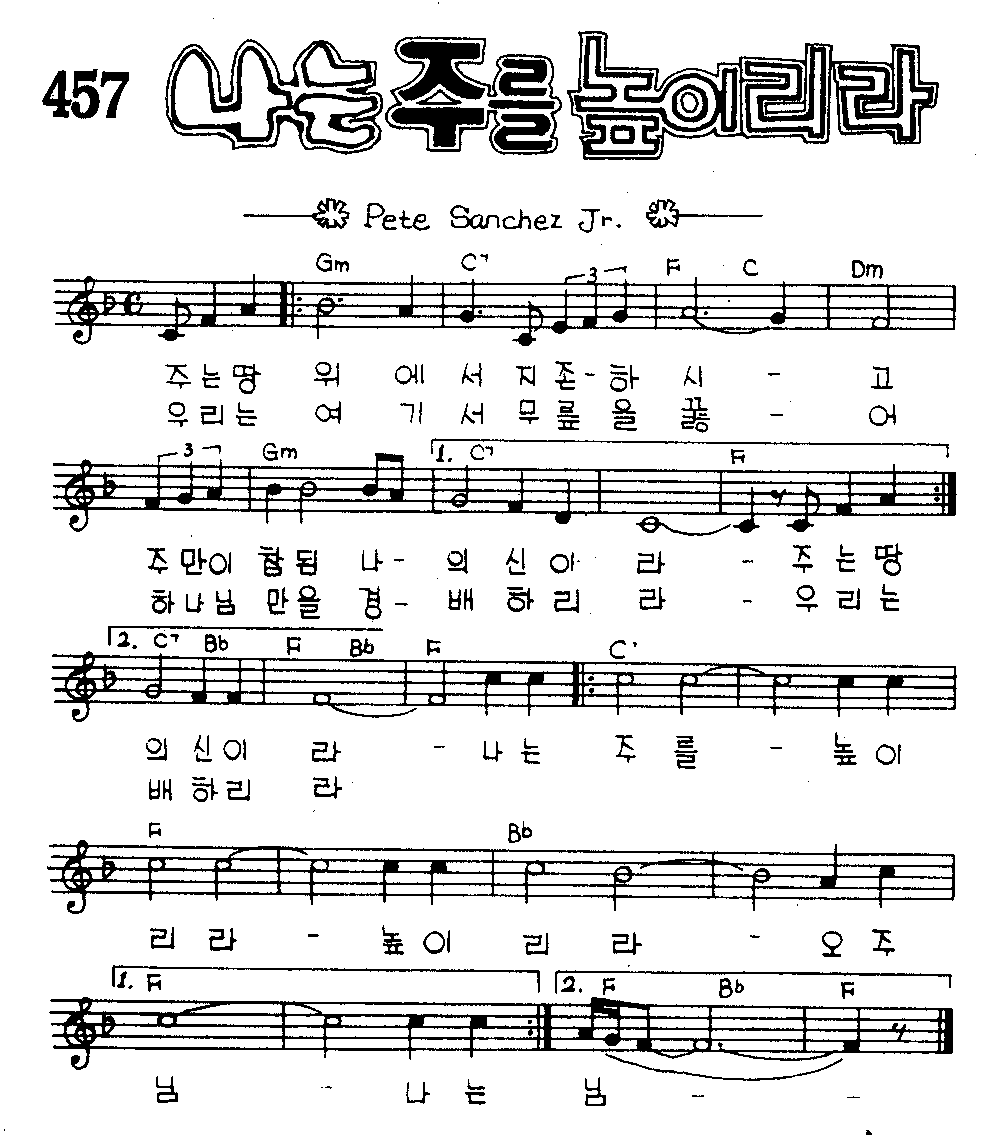 457 나는 주를 높이리라
Pete Sanchez Jr.
Gm C7 3 F C Dm
주 는 땅 위 에 서 지 존 - 하 시 - 고
우 리 는 여 기 서 무 릎 을 꿇 - 어
3 Gm 1. C7 F
주 만 이 참 된 나 - 의 신 이 라 - 주 는 땅
하 나 님 만 을 경 - 배 하 리 라 - 우 리 는
2. C7 Bb F Bb F C7
의 신 이 라 - 나 는 주 를 - 높 이
배 하 리 라
F Bb
리 라 - 높 이 리 라 - 오 주
1. F 2. F Bb F
님 - 나 는 님 - -